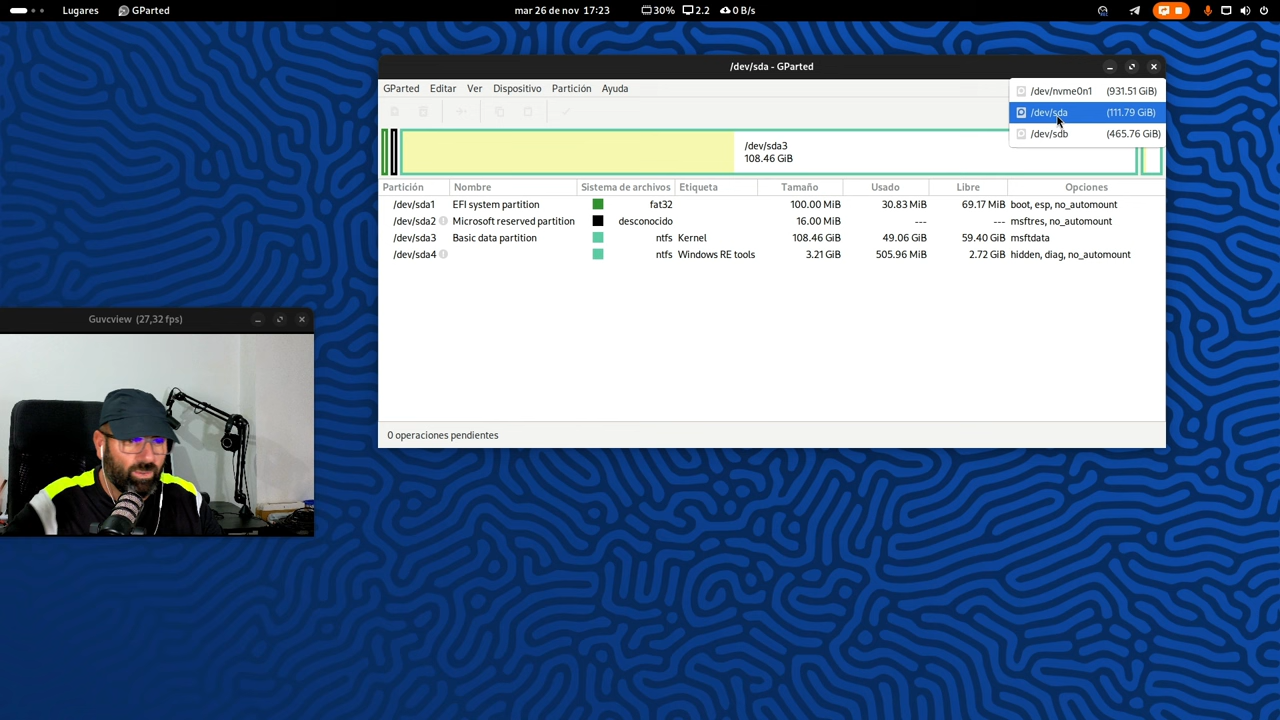 Lugares GParted mar 26 de nov 17:23 30% 2.2 0 B/s
/dev/sda - GParted
GParted Editar Ver Dispositivo Partición Ayuda
/dev/nvme0n1 (931.51 GiB)
/dev/sda (111.79 GiB)
/dev/sdb (465.76 GiB)
/dev/sda3
108.46 GiB
Partición Nombre Sistema de archivos Etiqueta Tamaño Usado Libre Opciones
/dev/sda1 EFI system partition fat32 100.00 MiB 30.83 MiB 69.17 MiB boot, esp, no_automount
/dev/sda2 Microsoft reserved partition desconocido 16.00 MiB --- --- msftres, no_automount
/dev/sda3 Basic data partition ntfs Kernel 108.46 GiB 49.06 GiB 59.40 GiB msftdata
/dev/sda4 ntfs Windows RE tools 3.21 GiB 505.96 MiB 2.72 GiB hidden, diag, no_automount
0 operaciones pendientes
Guvcview (27,32 fps)